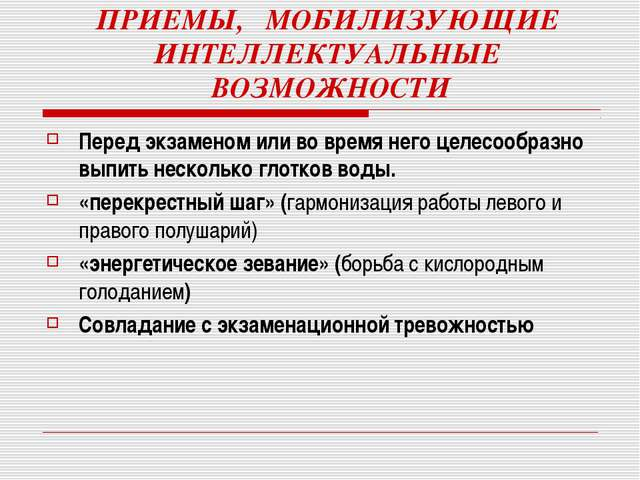 ПРИЕМЫ, МОБИЛИЗУЮЩИЕ
ИНТЕЛЛЕКТУАЛЬНЫЕ
ВОЗМОЖНОСТИ
Перед экзаменом или во время него целесообразно
выпить несколько глотков воды.
«перекрестный шаг» (гармонизация работы левого и
правого полушарий)
«энергетическое зевание» (борьба с кислородным
голоданием)
Совладание с экзаменационной тревожностью